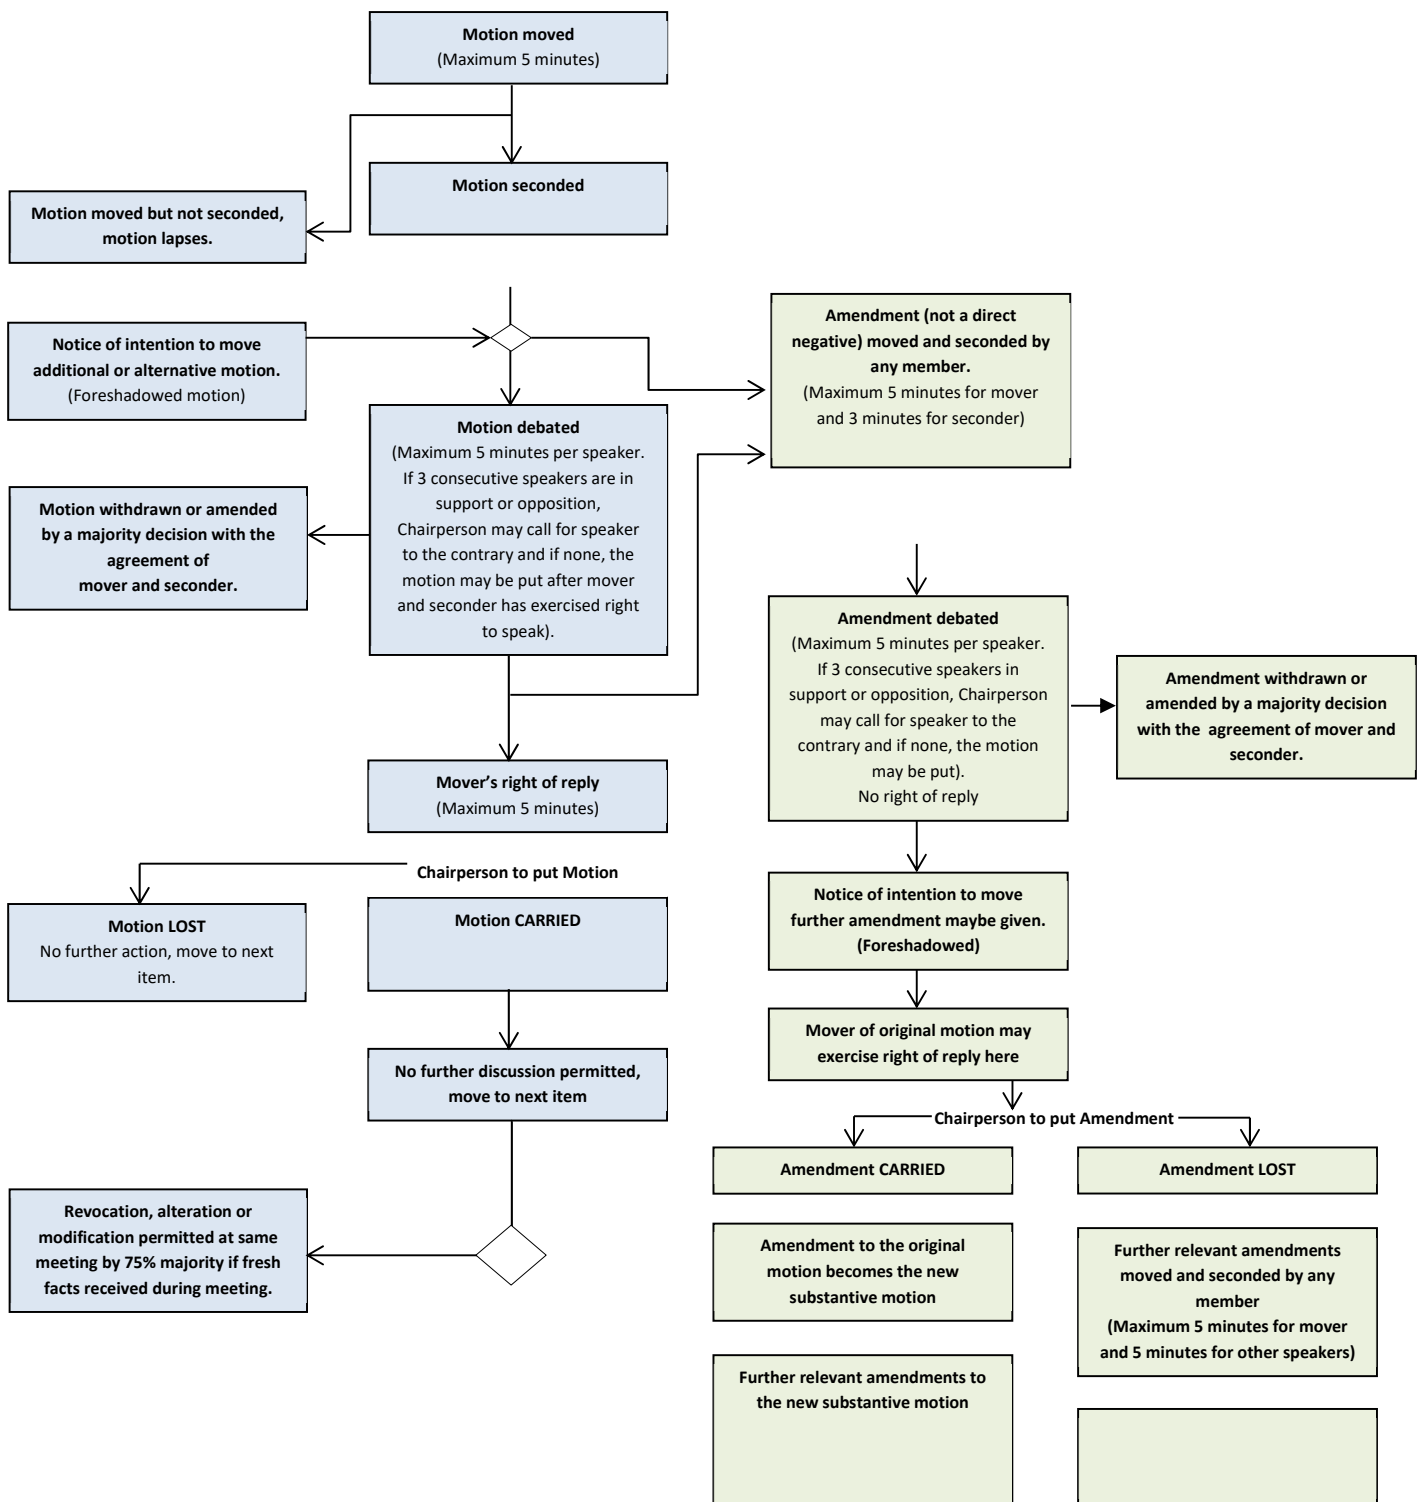 Motion moved
(Maximum 5 minutes)
Motion seconded
Motion moved but not seconded,
motion lapses.
Notice of intention to move
additional or alternative motion.
(Foreshadowed motion)
Amendment (not a direct
negative) moved and seconded by
any member.
(Maximum 5 minutes for mover
and 3 minutes for seconder)
Motion debated
(Maximum 5 minutes per speaker.
If 3 consecutive speakers are in
support or opposition,
Chairperson may call for speaker
to the contrary and if none, the
motion may be put after mover
and seconder has exercised right
to speak).
Motion withdrawn or amended
by a majority decision with the
agreement of
mover and seconder.
Amendment debated
(Maximum 5 minutes per speaker.
If 3 consecutive speakers in
support or opposition, Chairperson
may call for speaker to the
contrary and if none, the motion
may be put).
No right of reply
Amendment withdrawn or
amended by a majority decision
with the agreement of mover and
seconder.
Mover’s right of reply
(Maximum 5 minutes)
Chairperson to put Motion
Motion LOST
No further action, move to next
item.
Motion CARRIED
Notice of intention to move
further amendment maybe given.
(Foreshadowed)
Mover of original motion may
exercise right of reply here
No further discussion permitted,
move to next item
Chairperson to put Amendment
Amendment CARRIED
Amendment LOST
Revocation, alteration or
modification permitted at same
meeting by 75% majority if fresh
facts received during meeting.
Amendment to the original
motion becomes the new
substantive motion
Further relevant amendments
moved and seconded by any
member
(Maximum 5 minutes for mover
and 5 minutes for other speakers)
Further relevant amendments to
the new substantive motion